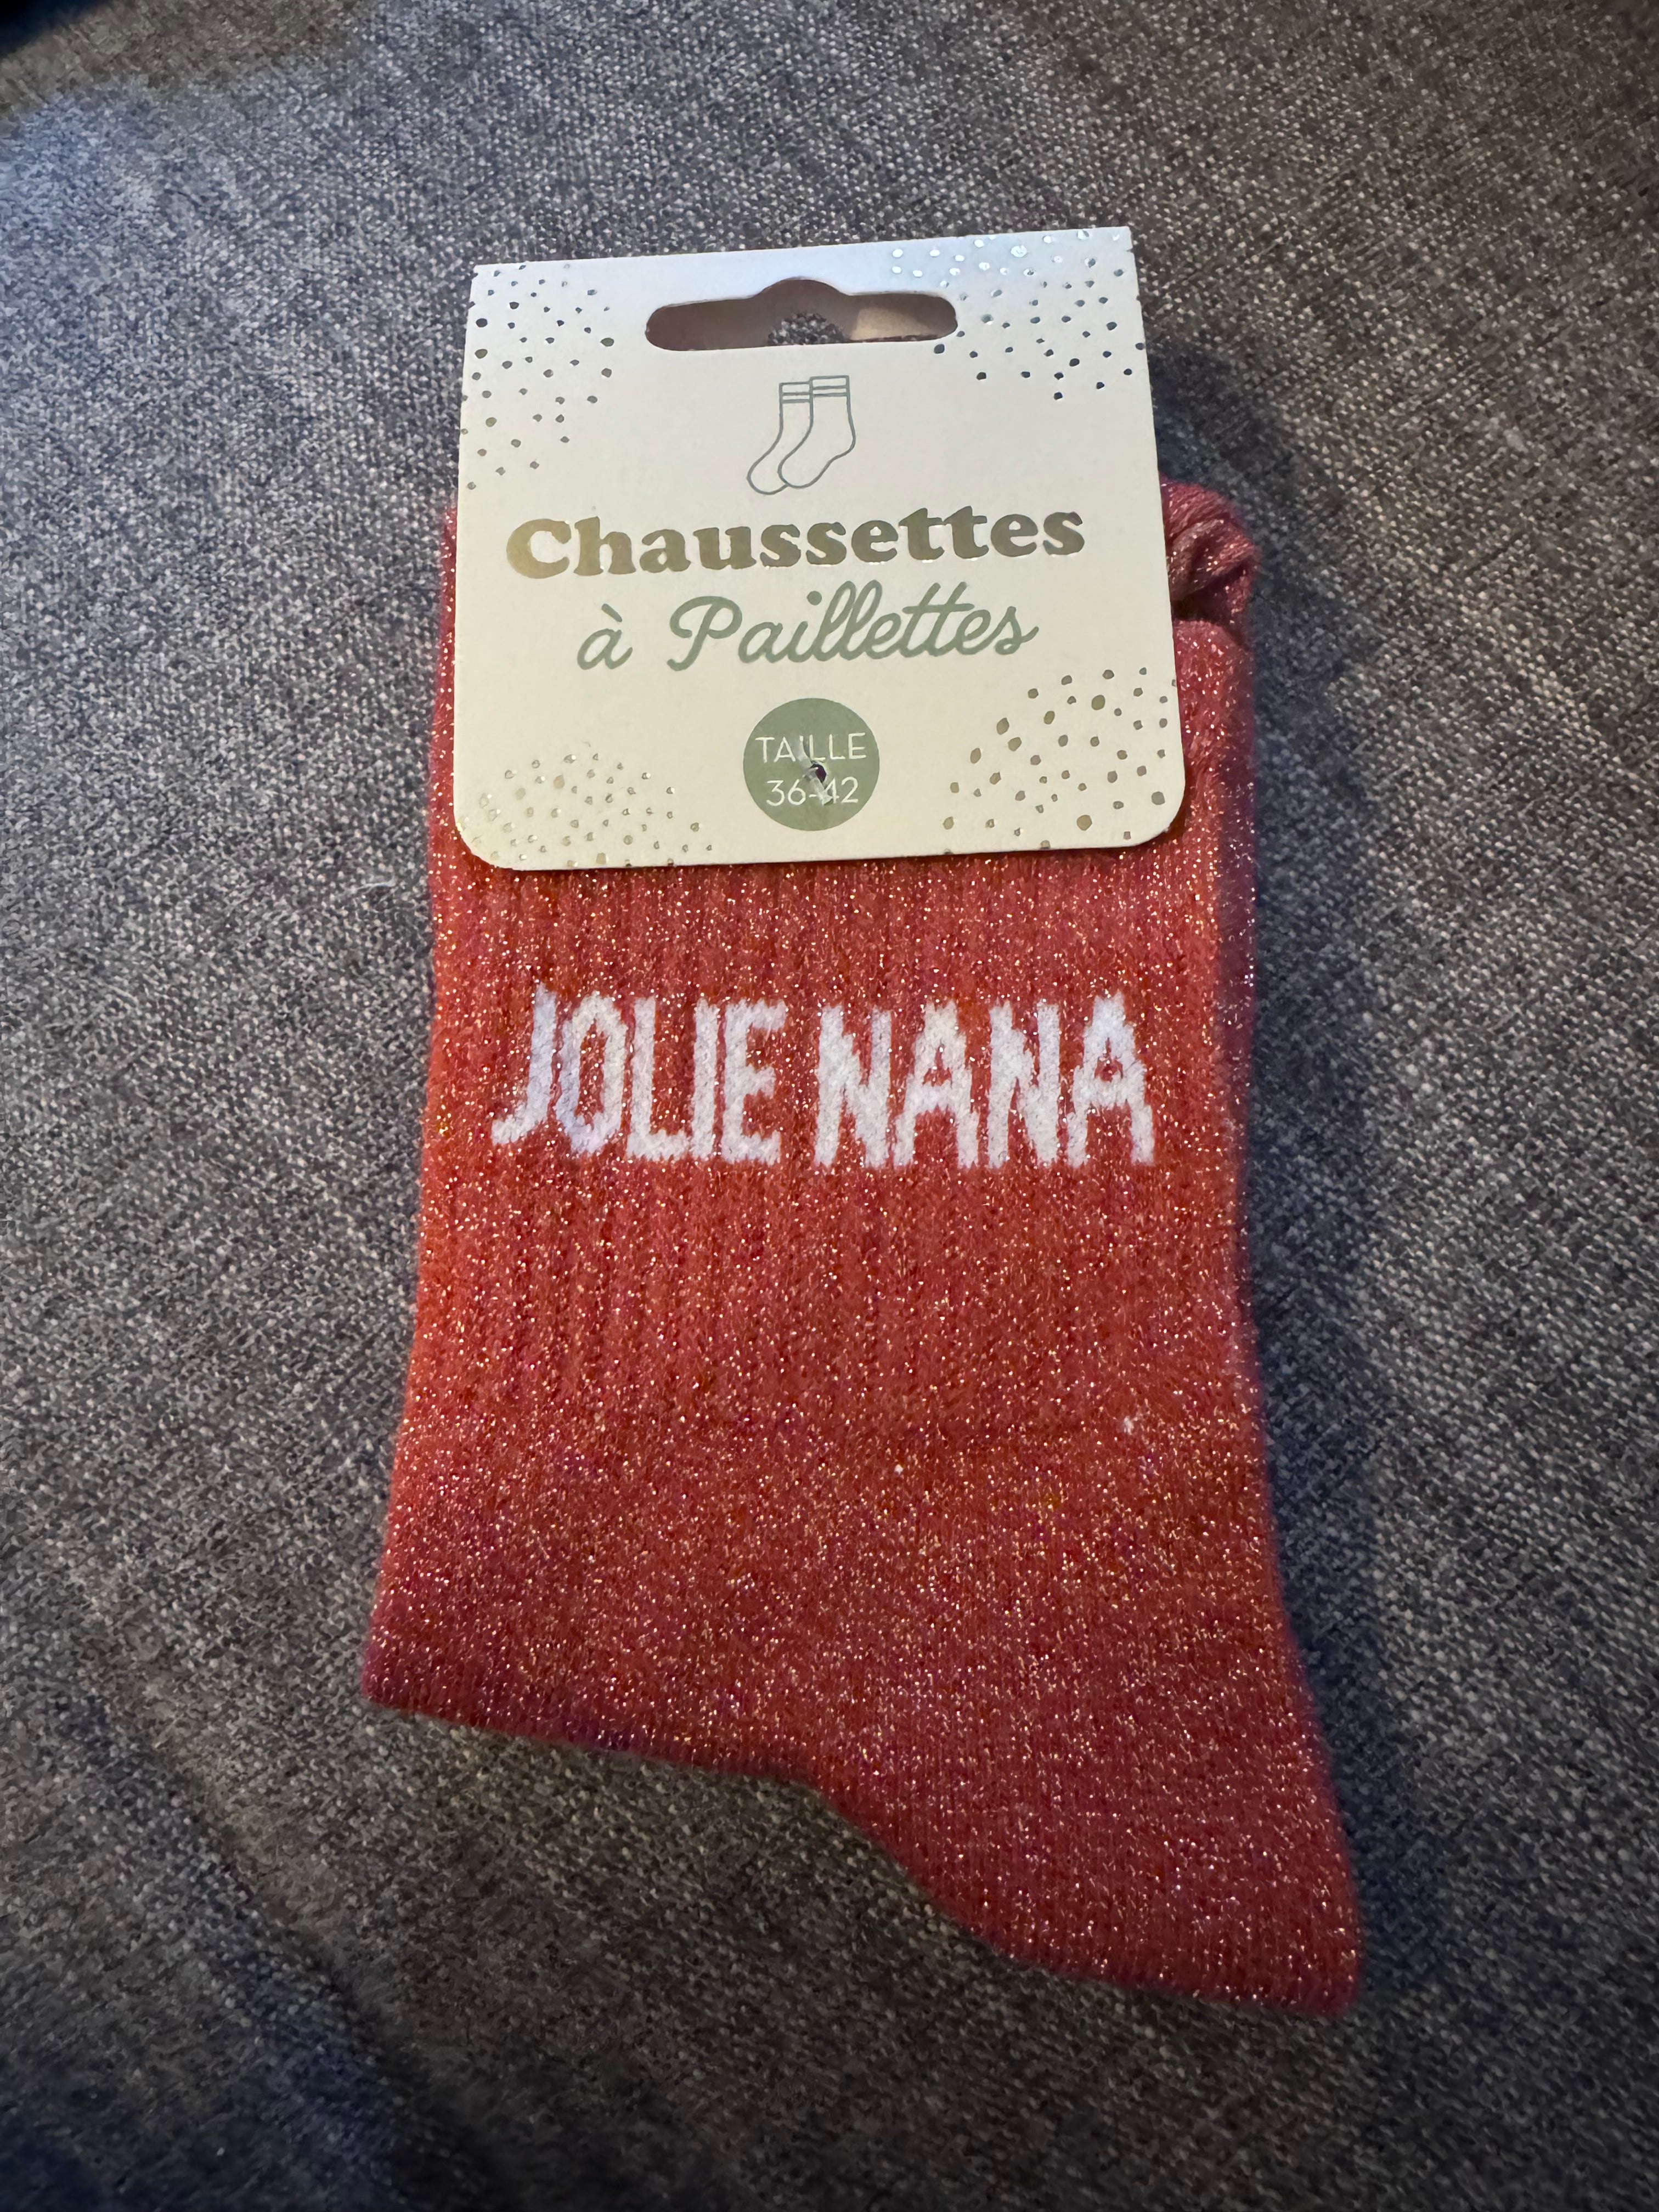 Chaussettes
à Paillettes
TAILLE
36-42
JOLIE NANA